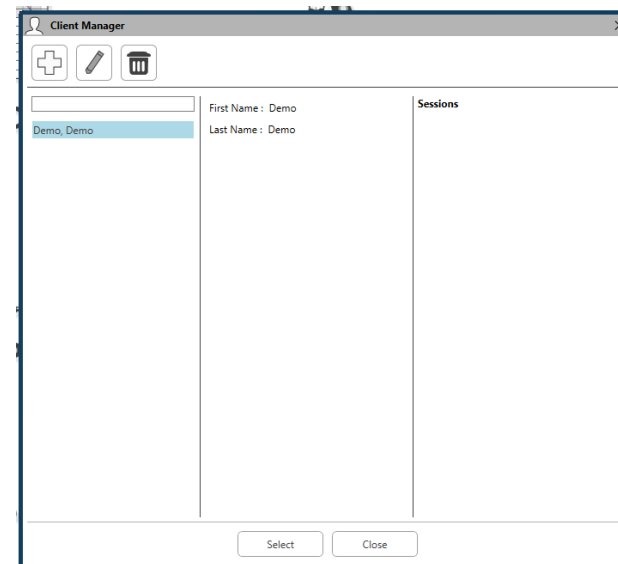 Client Manager
First Name : Demo
Sessions
Demo, Demo
Last Name : Demo
Select
Close